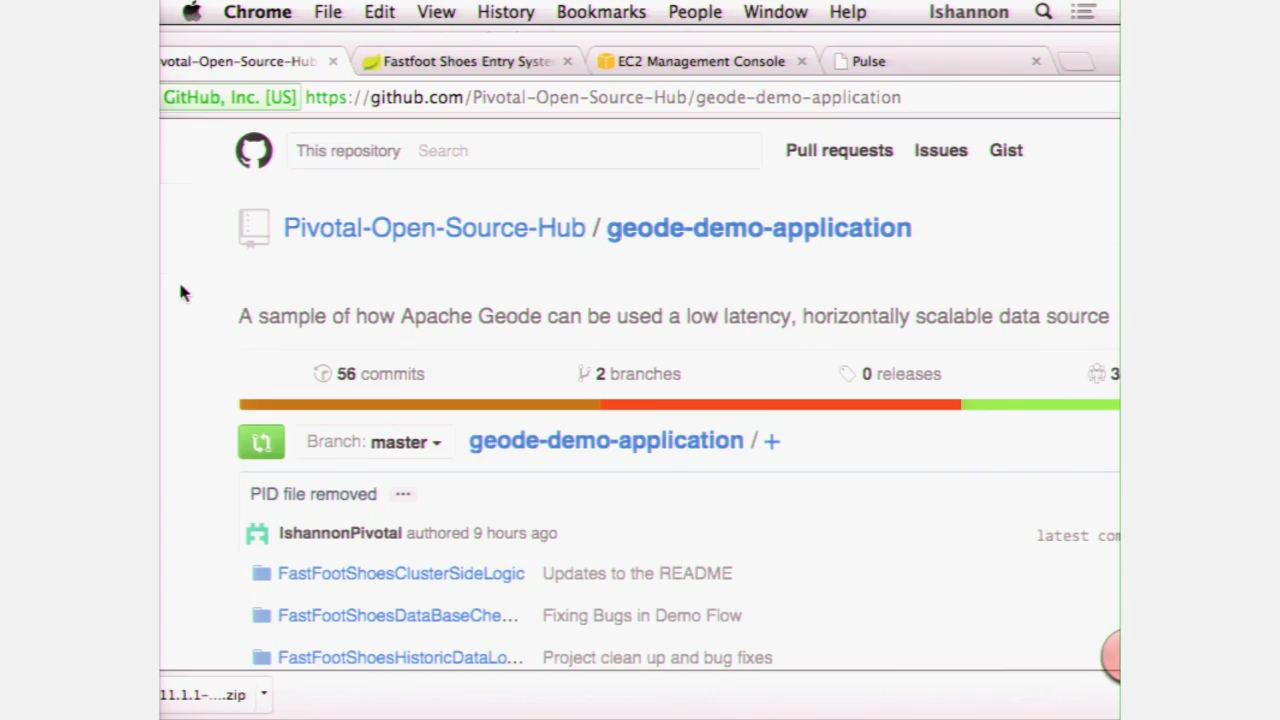 Chrome File Edit View History Bookmarks People Window Help lshannon
votal-Open-Source-Hub Fastfoot Shoes Entry Syste EC2 Management Console Pulse
GitHub, Inc. [US] https://github.com/Pivotal-Open-Source-Hub/geode-demo-application
This repository Search Pull requests Issues Gist
Pivotal-Open-Source-Hub / geode-demo-application
A sample of how Apache Geode can be used a low latency, horizontally scalable data source
56 commits 2 branches 0 releases 3
Branch: master geode-demo-application / +
PID file removed ...
lshannonPivotal authored 9 hours ago latest com
FastFootShoesClusterSideLogic Updates to the README
FastFootShoesDataBaseChe... Fixing Bugs in Demo Flow
FastFootShoesHistoricDataLo... Project clean up and bug fixes
11.1.1-....zip